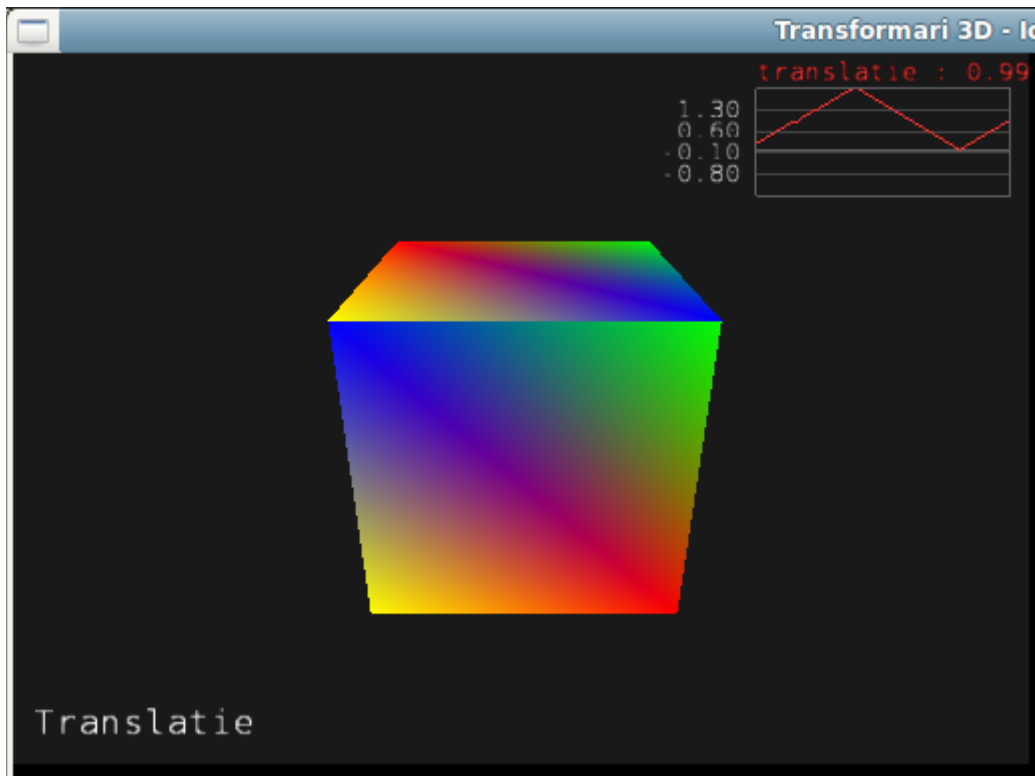 Transformari 3D -
translatie : 0.99
1.30
0.60
-0.10
-0.80
Translatie